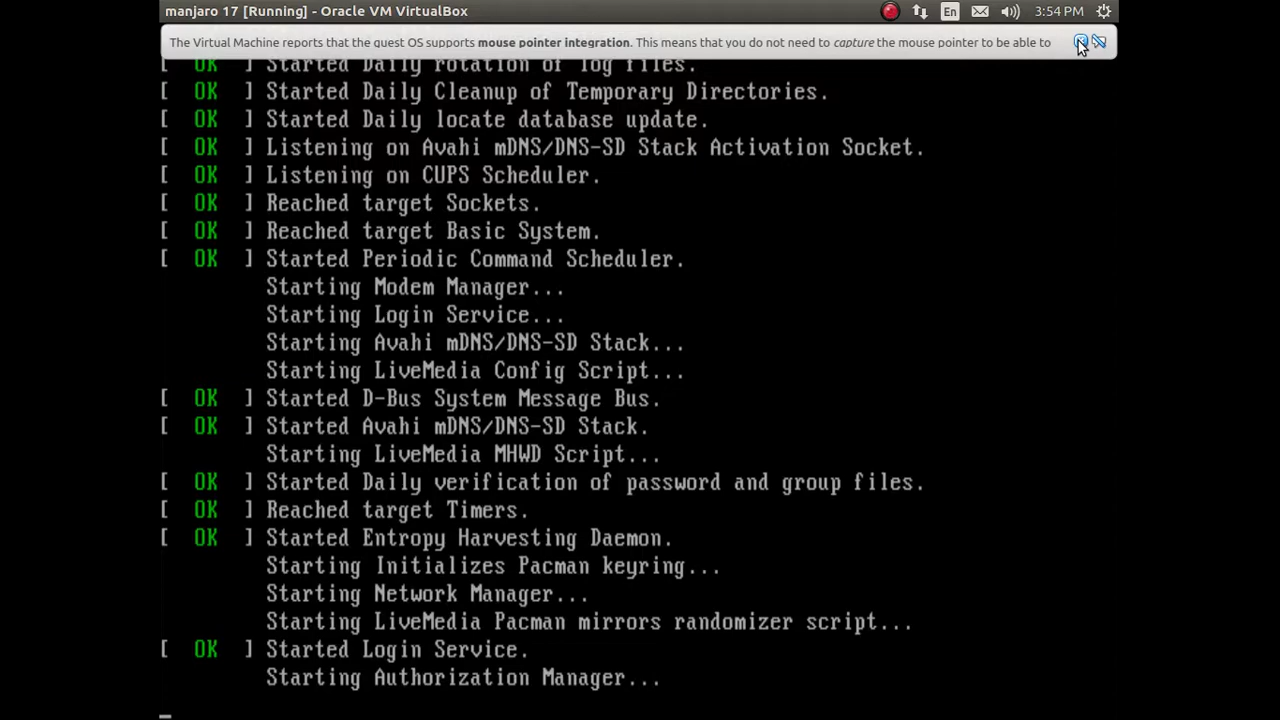 manjaro 17 [Running] - Oracle VM VirtualBox En 3:54 PM
The Virtual Machine reports that the guest OS supports mouse pointer integration. This means that you do not need to capture the mouse pointer to be able to
[ OK ] Started Daily rotation of log files.
[ OK ] Started Daily Cleanup of Temporary Directories.
[ OK ] Started Daily locate database update.
[ OK ] Listening on Avahi mDNS/DNS-SD Stack Activation Socket.
[ OK ] Listening on CUPS Scheduler.
[ OK ] Reached target Sockets.
[ OK ] Reached target Basic System.
[ OK ] Started Periodic Command Scheduler.
Starting Modem Manager...
Starting Login Service...
Starting Avahi mDNS/DNS-SD Stack...
Starting LiveMedia Config Script...
[ OK ] Started D-Bus System Message Bus.
[ OK ] Started Avahi mDNS/DNS-SD Stack.
Starting LiveMedia MHWD Script...
[ OK ] Started Daily verification of password and group files.
[ OK ] Reached target Timers.
[ OK ] Started Entropy Harvesting Daemon.
Starting Initializes Pacman keyring...
Starting Network Manager...
Starting LiveMedia Pacman mirrors randomizer script...
[ OK ] Started Login Service.
Starting Authorization Manager...